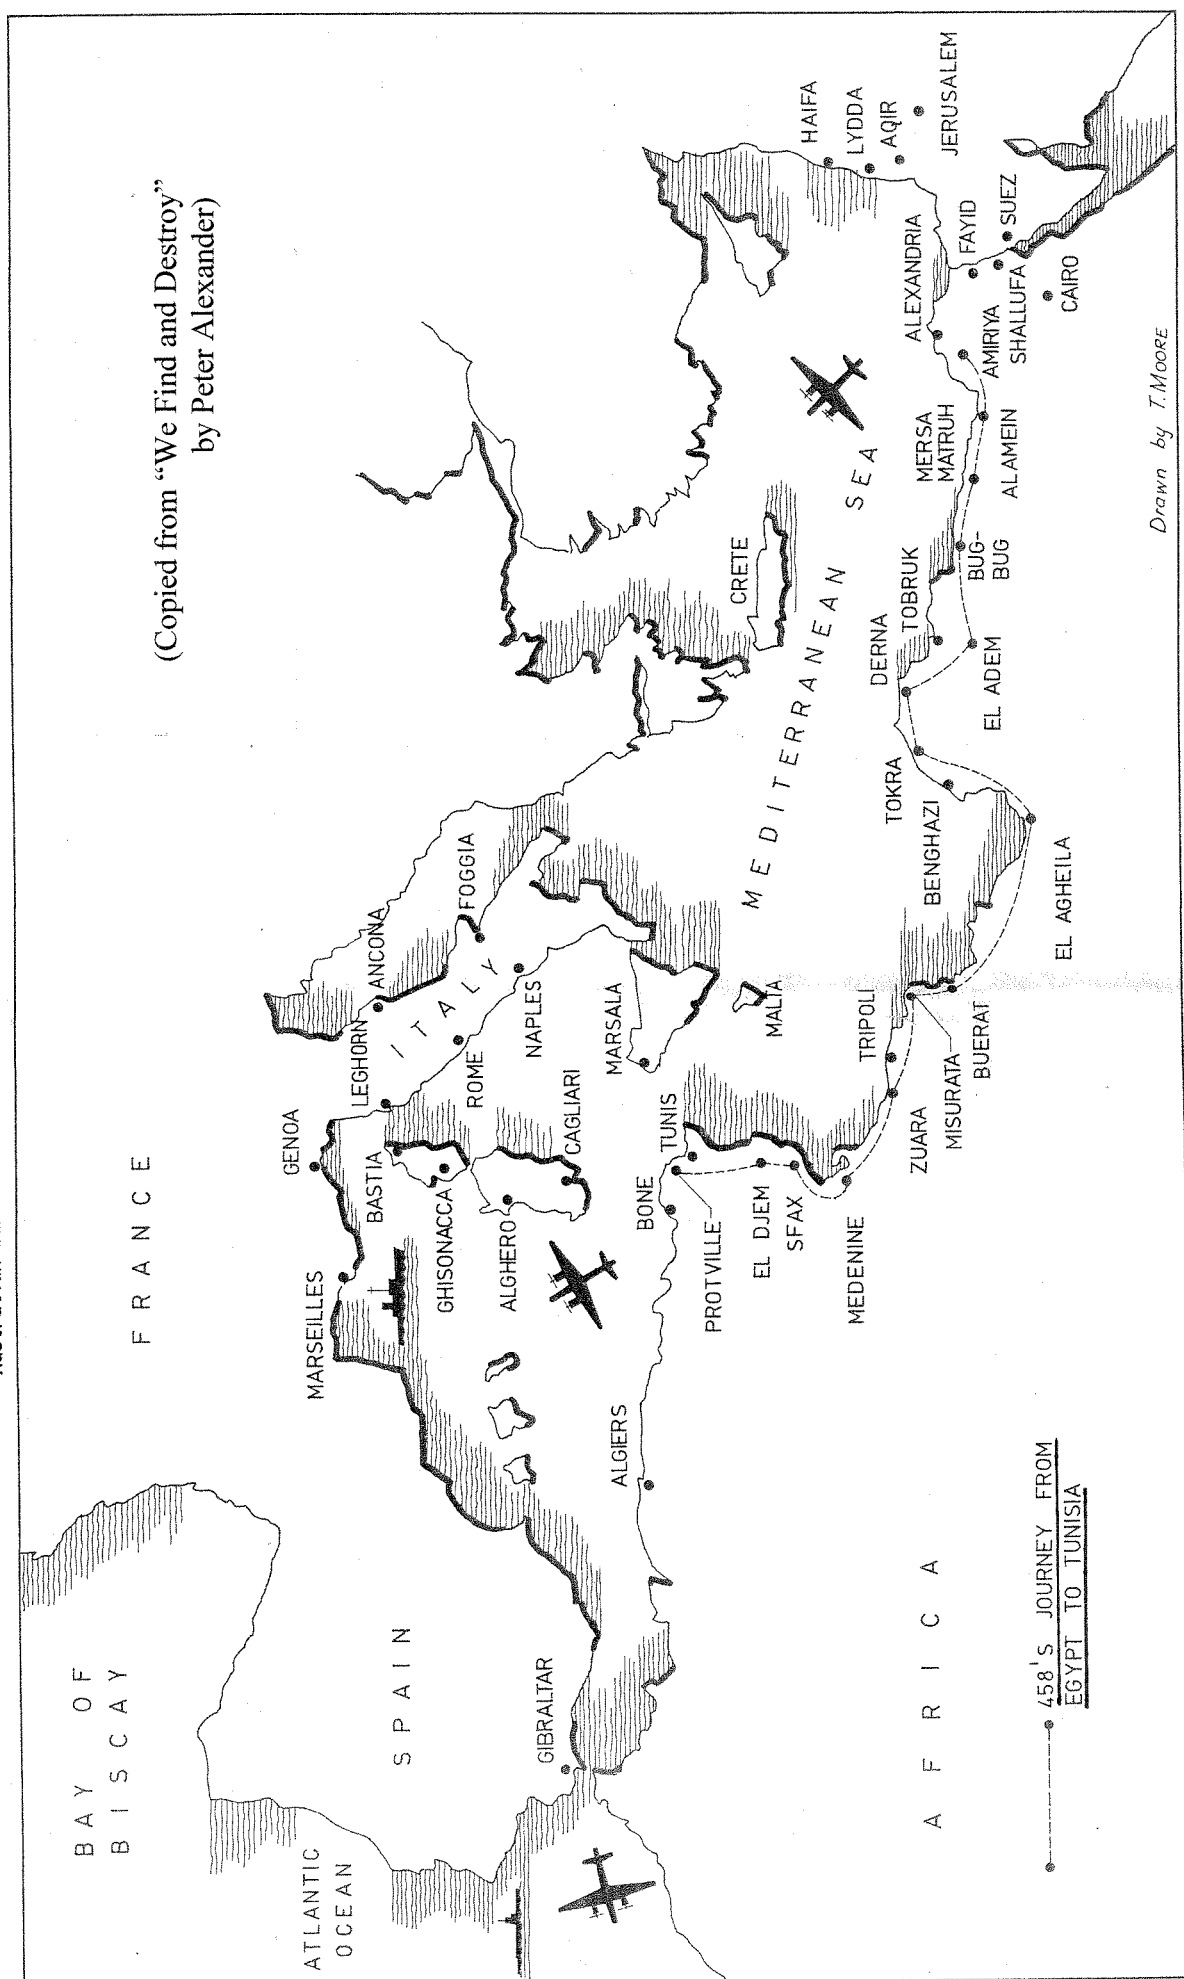 (Copied from “We Find and Destroy”
by Peter Alexander)
BAY OF
BISCAY
FRANCE
ATLANTIC
OCEAN
SPAIN
GIBRALTAR
MARSEILLES
GENOA
LEGHORN
ANCONA
ITALY
FOGGIA
ROME
NAPLES
BASTIA
GHISONACCA
ALGHERO
CAGLIARI
MARSALA
MALIA
CRETE
MEDITERRANEAN SEA
ALGIERS
BONE
TUNIS
PROTVILLE
EL DJEM
SFAX
MEDENINE
ZUARA
TRIPOLI
MISURATA
BUERAT
EL AGHEILA
BENGHAZI
TOKRA
DERNA
TOBRUK
EL ADEM
BUG-
BUG
MERSA
MATRUH
ALAMEIN
ALEXANDRIA
AMIRIYA
SHALLUFA
FAYID
SUEZ
CAIRO
HAIFA
LYDDA
AQIR
JERUSALEM
AFRICA
458'S JOURNEY FROM
EGYPT TO TUNISIA
Drawn by T. MOORE